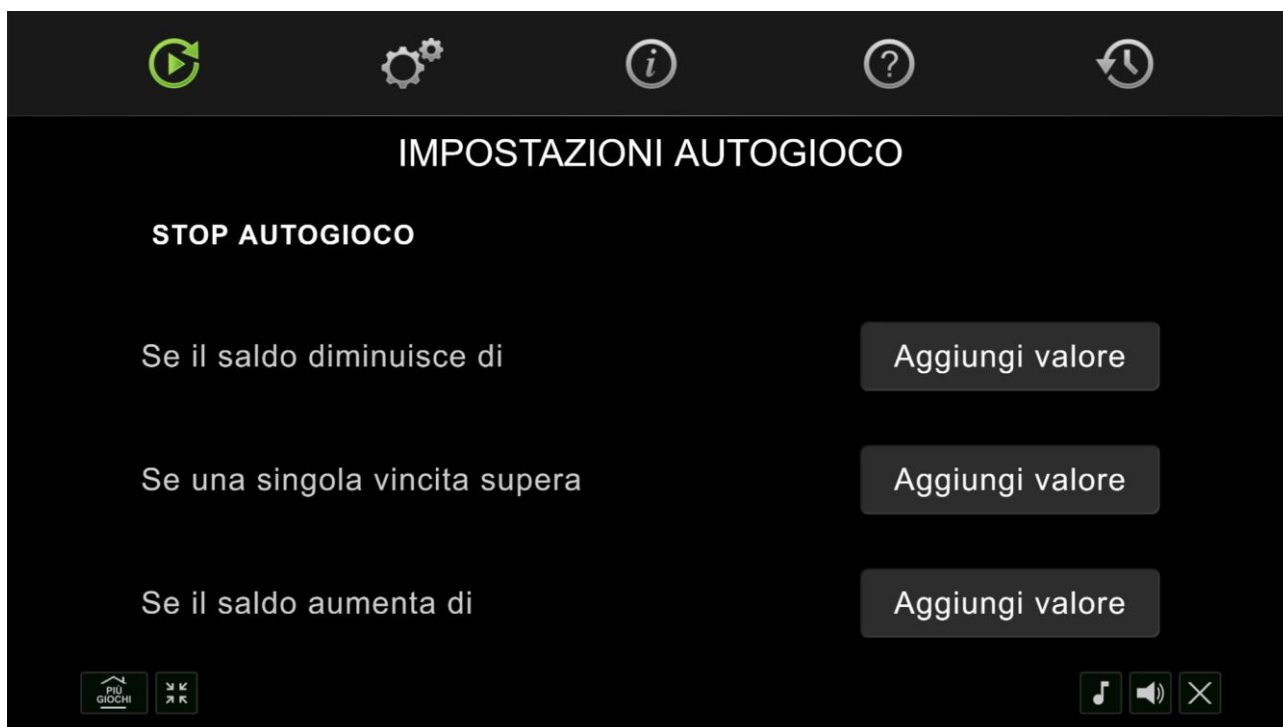 IMPOSTAZIONI AUTOGIOCO
STOP AUTOGIOCO
Se il saldo diminuisce di
Aggiungi valore
Se una singola vincita supera
Aggiungi valore
Se il saldo aumenta di
Aggiungi valore
PIÙ
GIOCHI